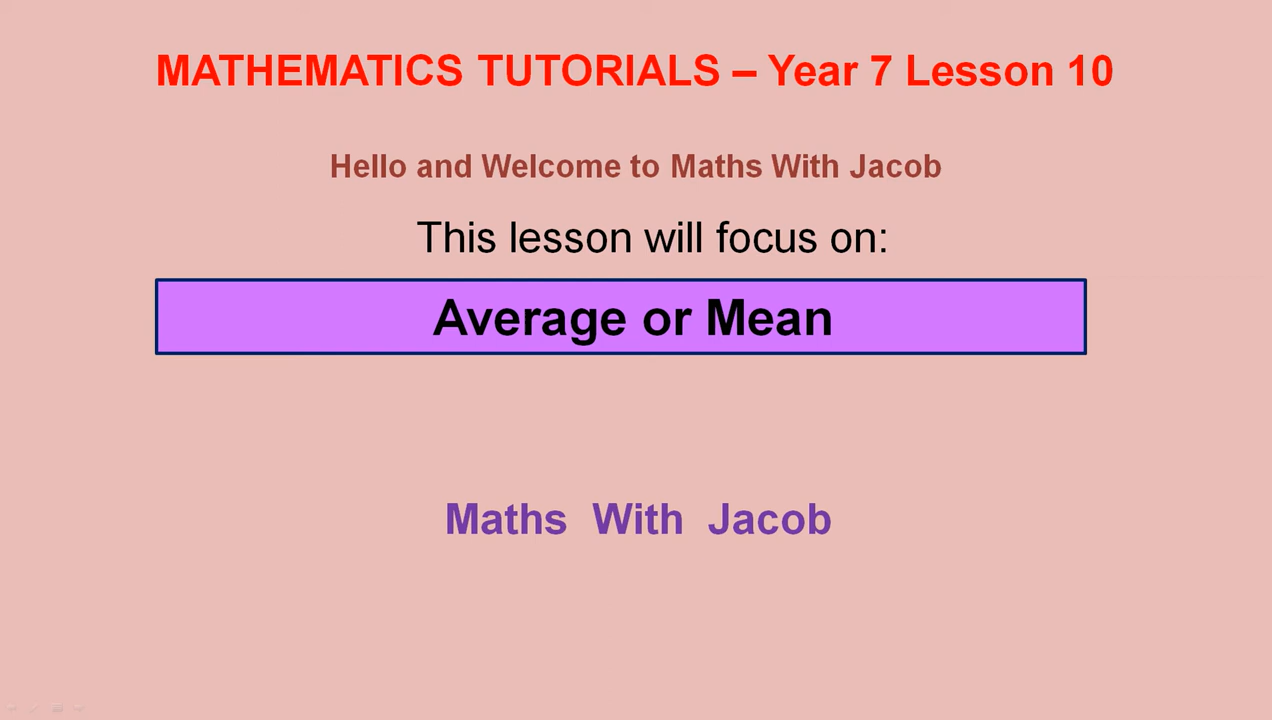 MATHEMATICS TUTORIALS – Year 7 Lesson 10
Hello and Welcome to Maths With Jacob
This lesson will focus on:
Average or Mean
Maths With Jacob